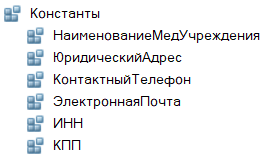 Константы
НаименованиеМедУчреждения
ЮридическийАдрес
КонтактныйТелефон
ЭлектроннаяПочта
ИНН
КПП